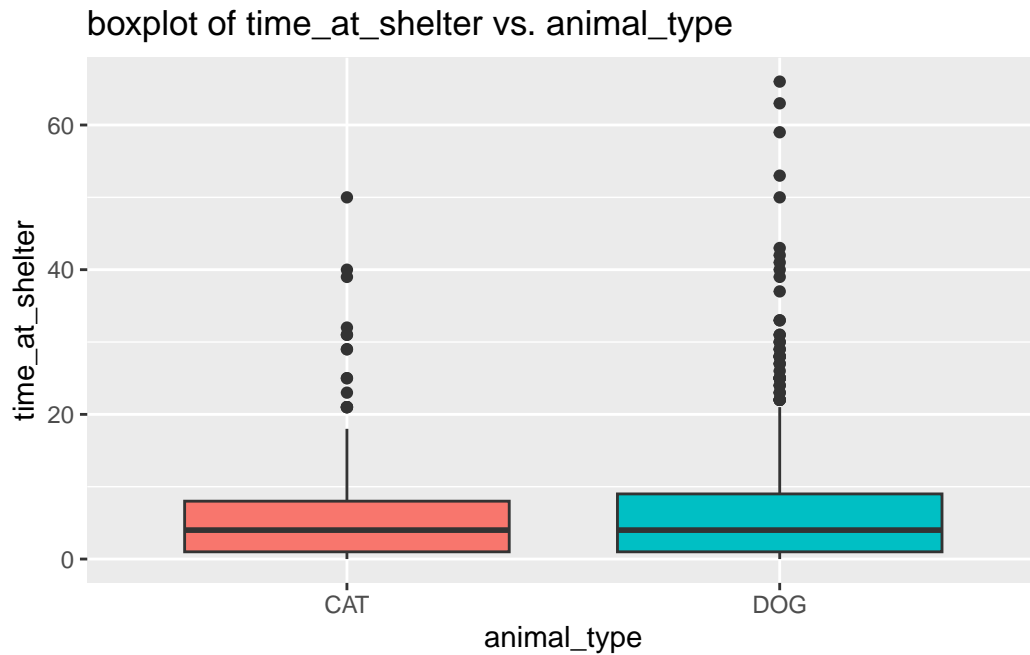 boxplot of time_at_shelter vs. animal_type
60
40
20
0
time_at_shelter
CAT
DOG
animal_type